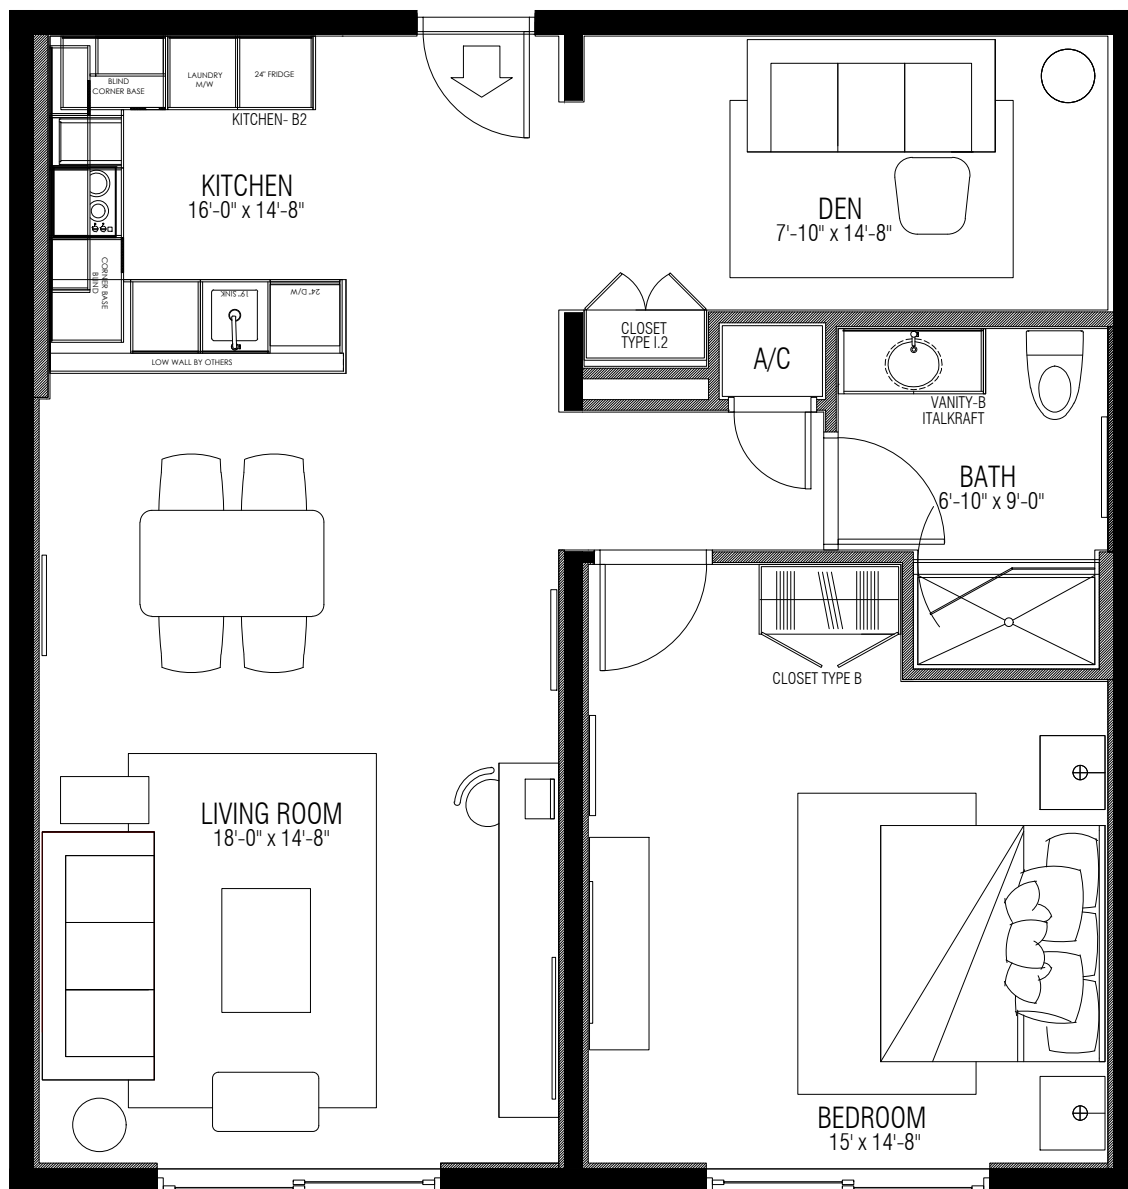 BLIND
CORNER BASE
LAUNDRY
M/W
24" FRIDGE
KITCHEN- B2
KITCHEN
16'-0" x 14'-8"
DEN
7'-10" x 14'-8"
CORNER BASE
BLIND
19" SINK
24" D/W
LOW WALL BY OTHERS
CLOSET
TYPE I.2
A/C
VANITY-B
ITALKRAFT
BATH
6'-10" x 9'-0"
CLOSET TYPE B
LIVING ROOM
18'-0" x 14'-8"
BEDROOM
15' x 14'-8"